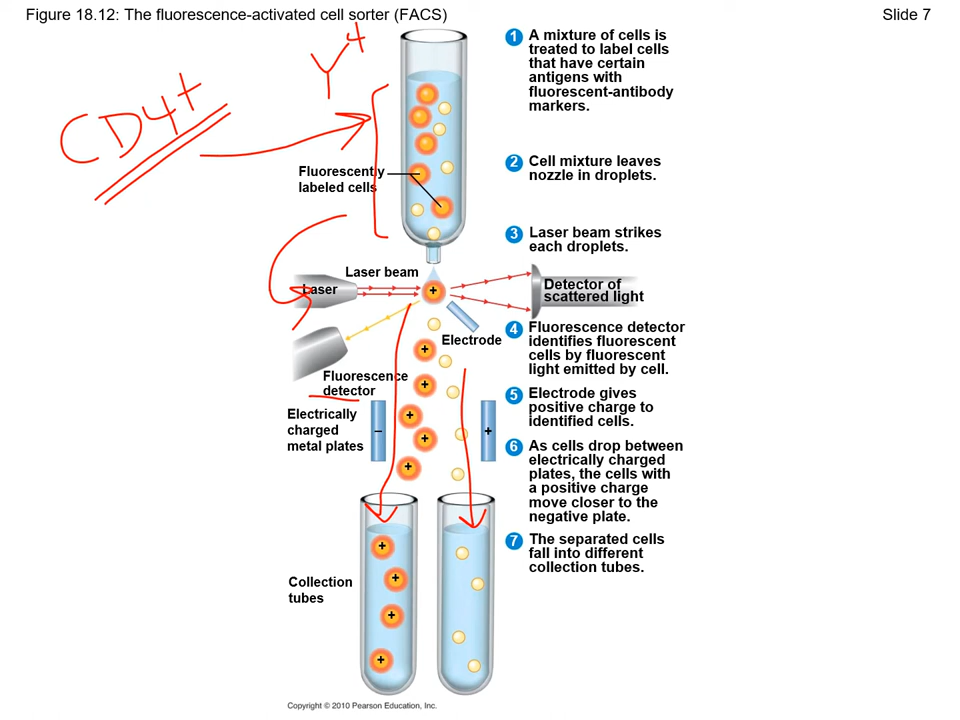 Figure 18.12: The fluorescence-activated cell sorter (FACS)
Slide 7
CD4+
Y4
Fluorescently
labeled cells
Laser beam
Laser
Detector of
scattered light
Electrode
Fluorescence
detector
Electrically
charged
metal plates
+
+
+
+
+
+
+
−
+
Collection
tubes
+
+
+
+
1 A mixture of cells is
treated to label cells
that have certain
antigens with
fluorescent-antibody
markers.
2 Cell mixture leaves
nozzle in droplets.
3 Laser beam strikes
each droplets.
4 Fluorescence detector
identifies fluorescent
cells by fluorescent
light emitted by cell.
5 Electrode gives
positive charge to
identified cells.
6 As cells drop between
electrically charged
plates, the cells with
a positive charge
move closer to the
negative plate.
7 The separated cells
fall into different
collection tubes.
Copyright © 2010 Pearson Education, Inc.